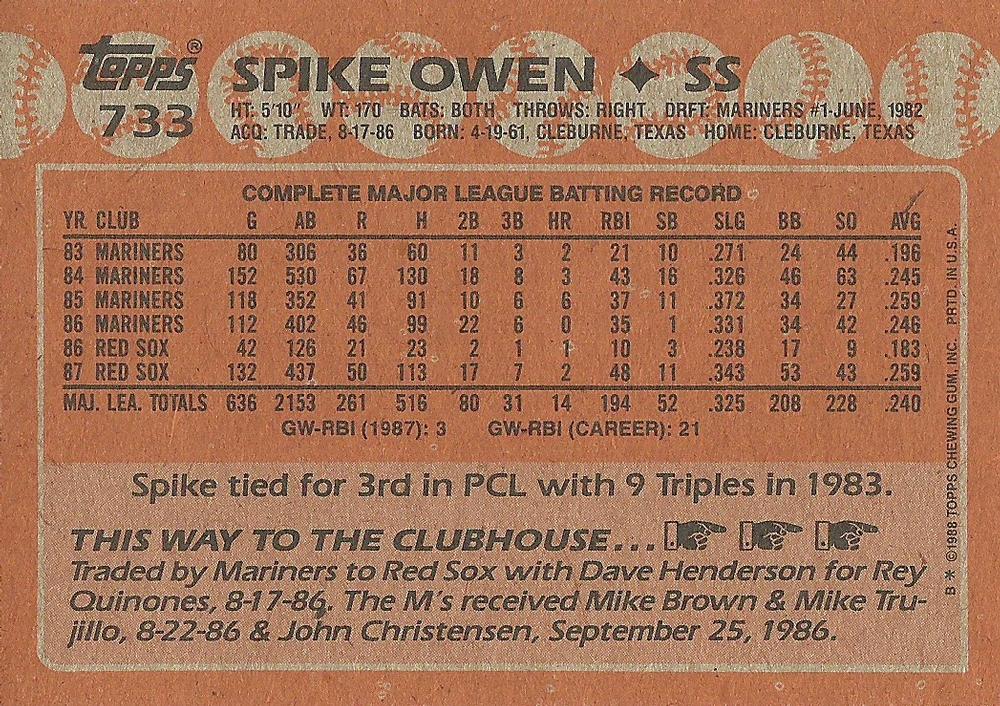 Topps®
733
SPIKE OWEN ✦ SS
HT: 5'10" WT: 170 BATS: BOTH THROWS: RIGHT DRFT: MARINERS #1-JUNE, 1982
ACQ: TRADE, 8-17-86 BORN: 4-19-61, CLEBURNE, TEXAS HOME: CLEBURNE, TEXAS
COMPLETE MAJOR LEAGUE BATTING RECORD
YR CLUB G AB R H 2B 3B HR RBI SB SLG BB SO AVG
83 MARINERS 80 306 36 60 11 3 2 21 10 .271 24 44 .196
84 MARINERS 152 530 67 130 18 8 3 43 16 .326 46 63 .245
85 MARINERS 118 352 41 91 10 6 6 37 11 .372 34 27 .259
86 MARINERS 112 402 46 99 22 6 0 35 1 .331 34 42 .246
86 RED SOX 42 126 21 23 2 1 1 10 3 .238 17 9 .183
87 RED SOX 132 437 50 113 17 7 2 48 11 .343 53 43 .259
MAJ. LEA. TOTALS 636 2153 261 516 80 31 14 194 52 .325 208 228 .240
GW-RBI (1987): 3 GW-RBI (CAREER): 21
Spike tied for 3rd in PCL with 9 Triples in 1983.
THIS WAY TO THE CLUBHOUSE...
Traded by Mariners to Red Sox with Dave Henderson for Rey
Quinones, 8-17-86. The M's received Mike Brown & Mike Tru-
jillo, 8-22-86 & John Christensen, September 25, 1986.
B * ©1988 TOPPS CHEWING GUM, INC. PRTD. IN U.S.A.